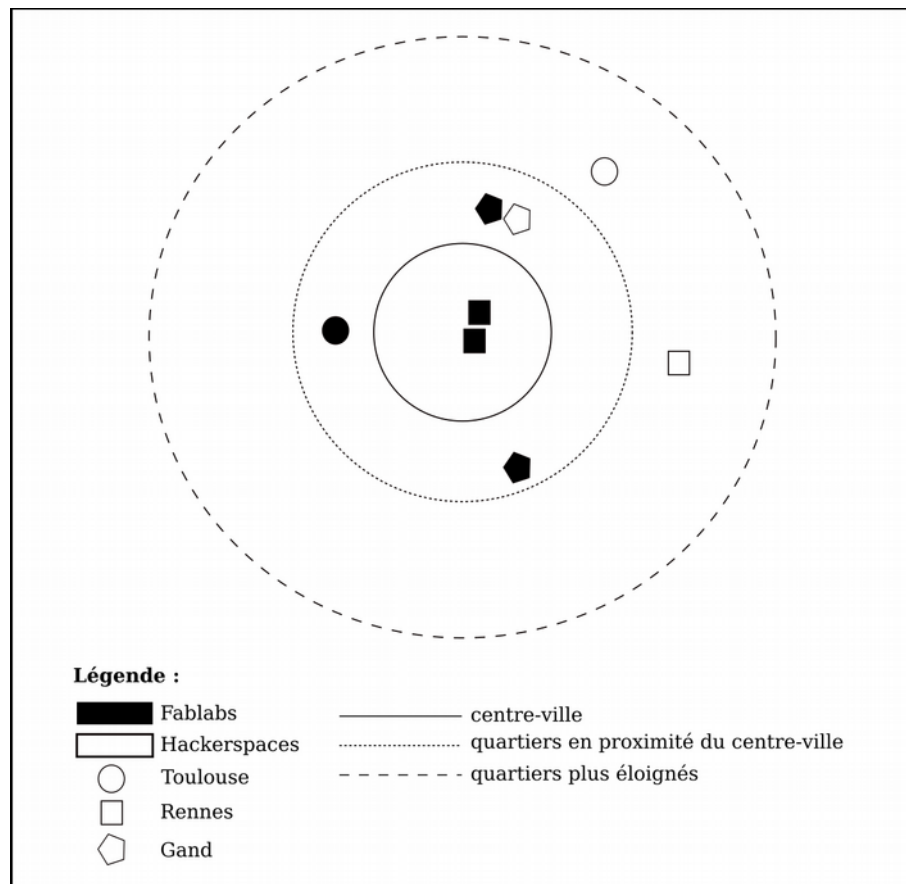 Légende :
Fablabs
Hackerspaces
Toulouse
Rennes
Gand
centre-ville
quartiers en proximité du centre-ville
quartiers plus éloignés